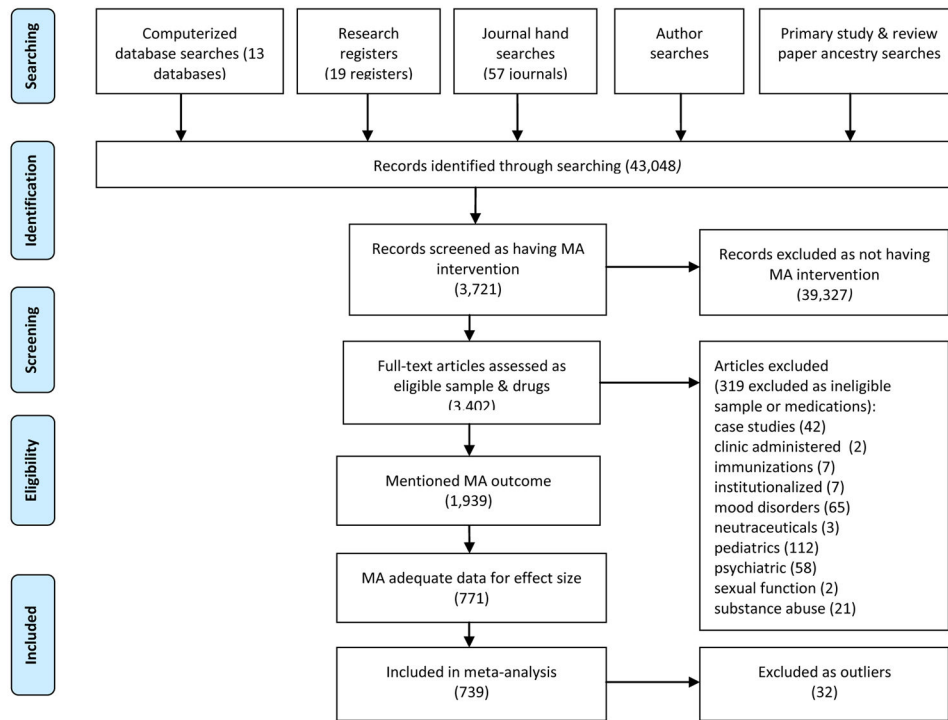 Searching
Computerized
database searches (13
databases)
Research
registers
(19 registers)
Journal hand
searches
(57 journals)
Author
searches
Primary study & review
paper ancestry searches
Identification
Records identified through searching (43,048)
Records screened as having MA
intervention
(3,721)
Records excluded as not having
MA intervention
(39,327)
Screening
Full-text articles assessed as
eligible sample & drugs
(3,402)
Articles excluded
(319 excluded as ineligible
sample or medications):
case studies (42)
clinic administered (2)
immunizations (7)
institutionalized (7)
mood disorders (65)
neutraceuticals (3)
pediatrics (112)
psychiatric (58)
sexual function (2)
substance abuse (21)
Eligibility
Mentioned MA outcome
(1,939)
MA adequate data for effect size
(771)
Included
Included in meta-analysis
(739)
Excluded as outliers
(32)